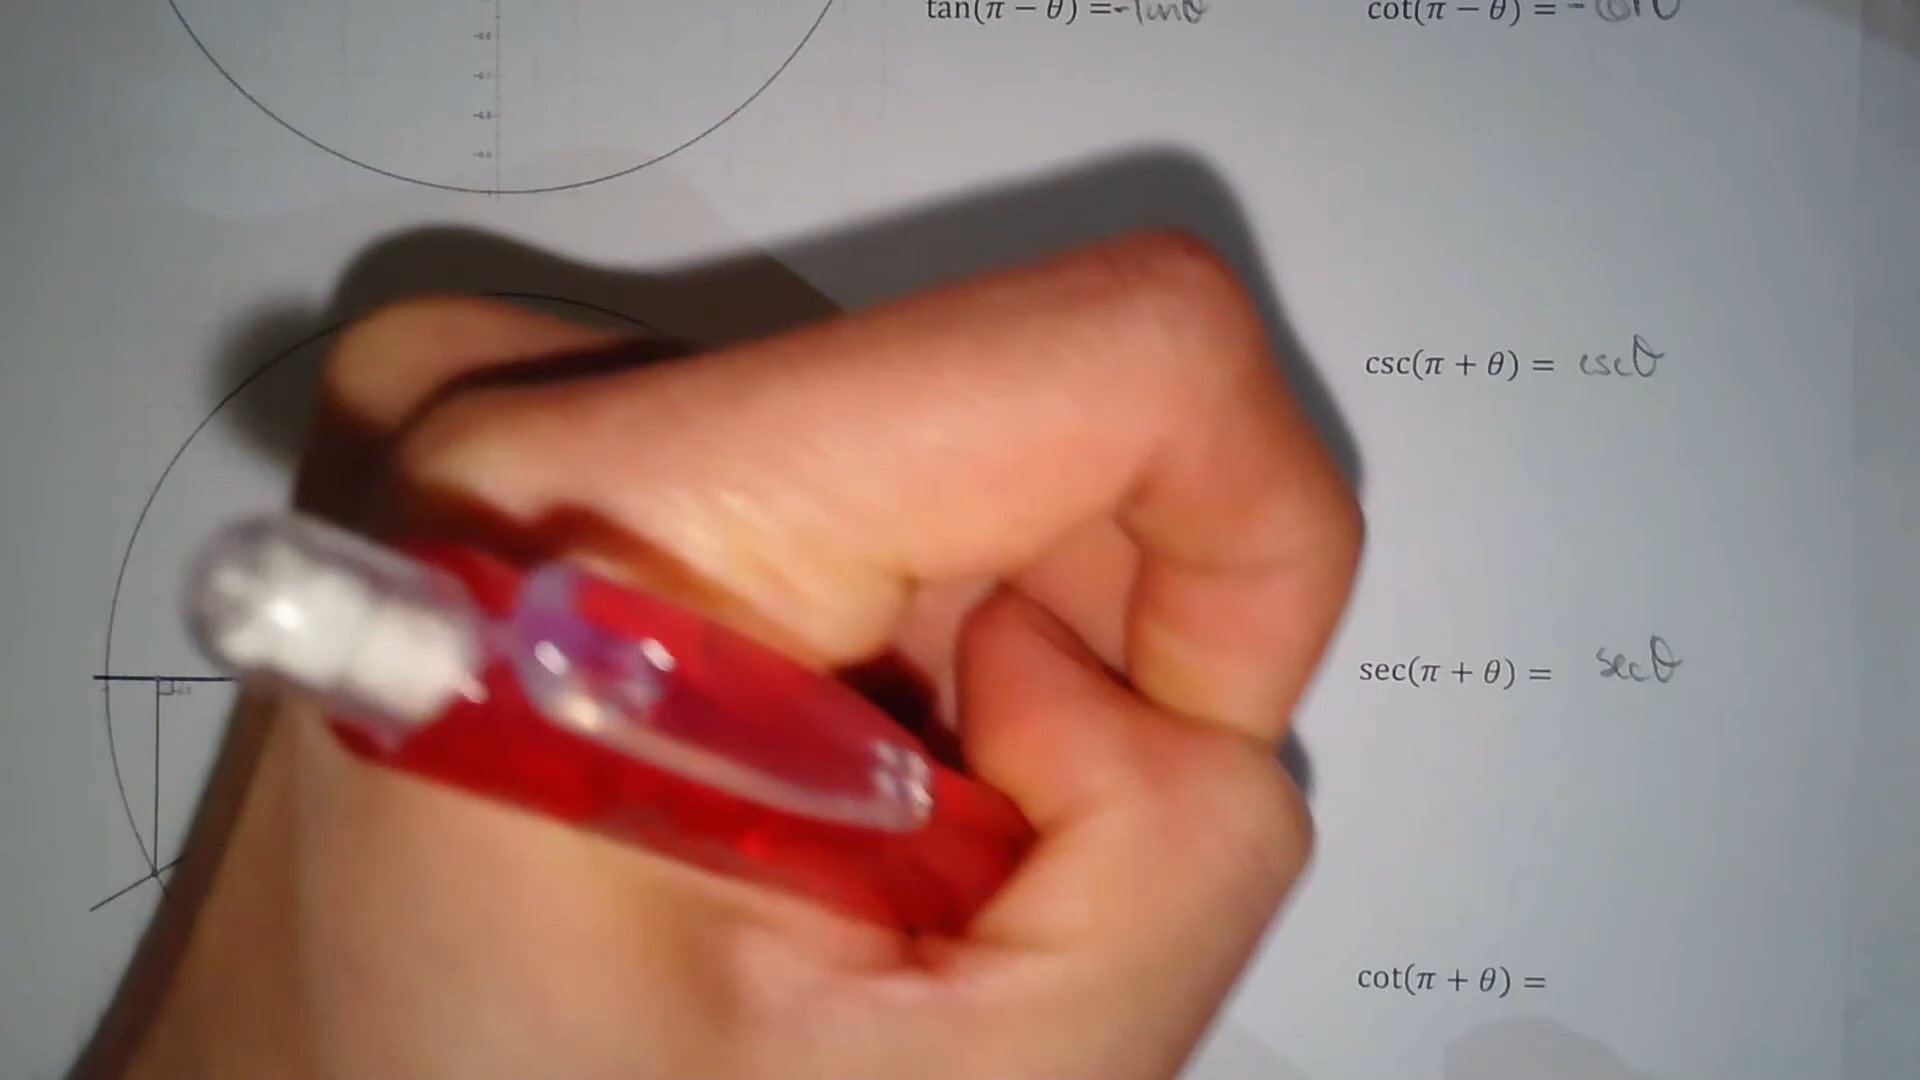 tan(π − θ) = -Tanθ
cot(π − θ) = -
csc(π + θ) = cscθ
sec(π + θ) = secθ
cot(π + θ) =